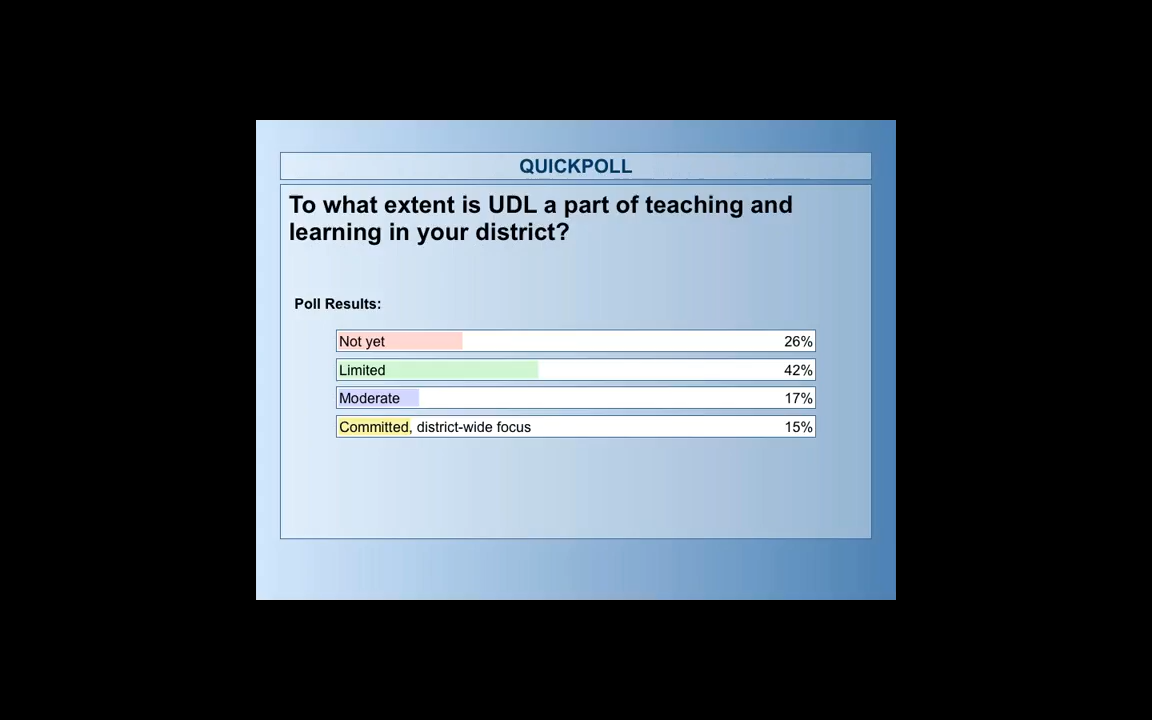 QUICKPOLL
To what extent is UDL a part of teaching and
learning in your district?
Poll Results:
Not yet 26%
Limited 42%
Moderate 17%
Committed, district-wide focus 15%